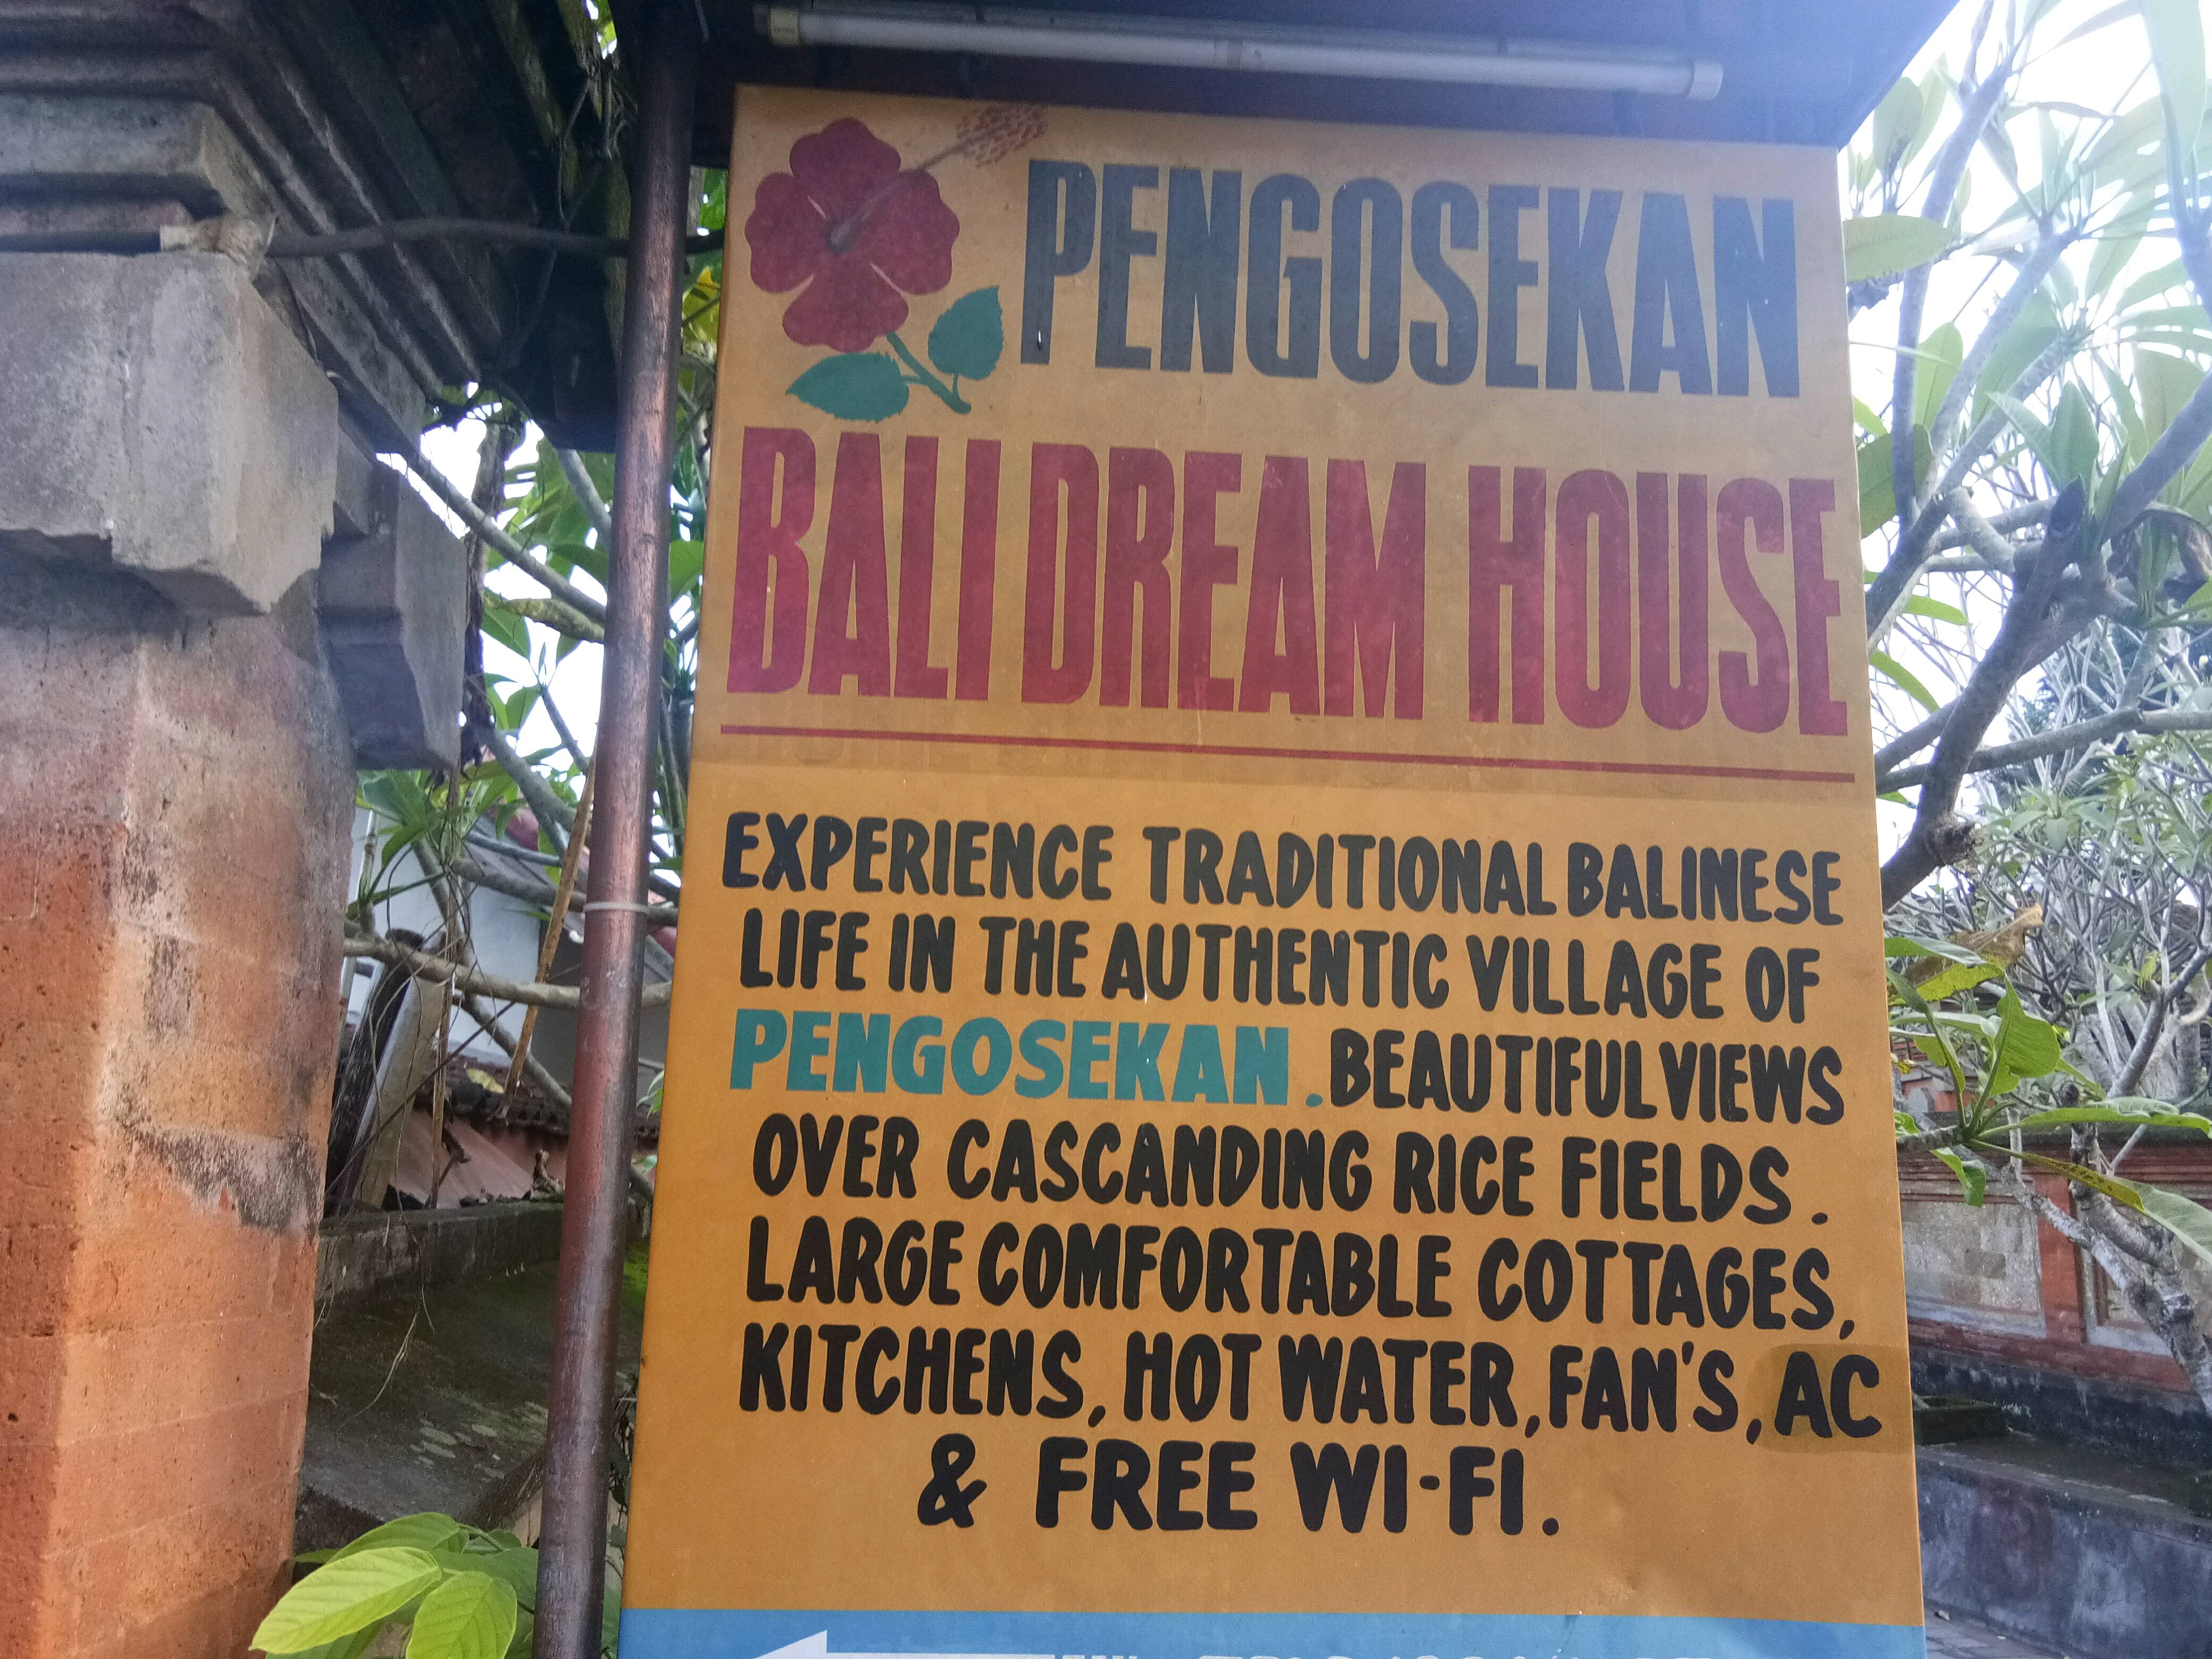 PENGOSEKAN
BALI DREAM HOUSE
EXPERIENCE TRADITIONAL BALINESE
LIFE IN THE AUTHENTIC VILLAGE OF
PENGOSEKAN. BEAUTIFUL VIEWS
OVER CASCANDING RICE FIELDS.
LARGE COMFORTABLE COTTAGES,
KITCHENS, HOT WATER, FAN'S, AC
& FREE WI-FI.